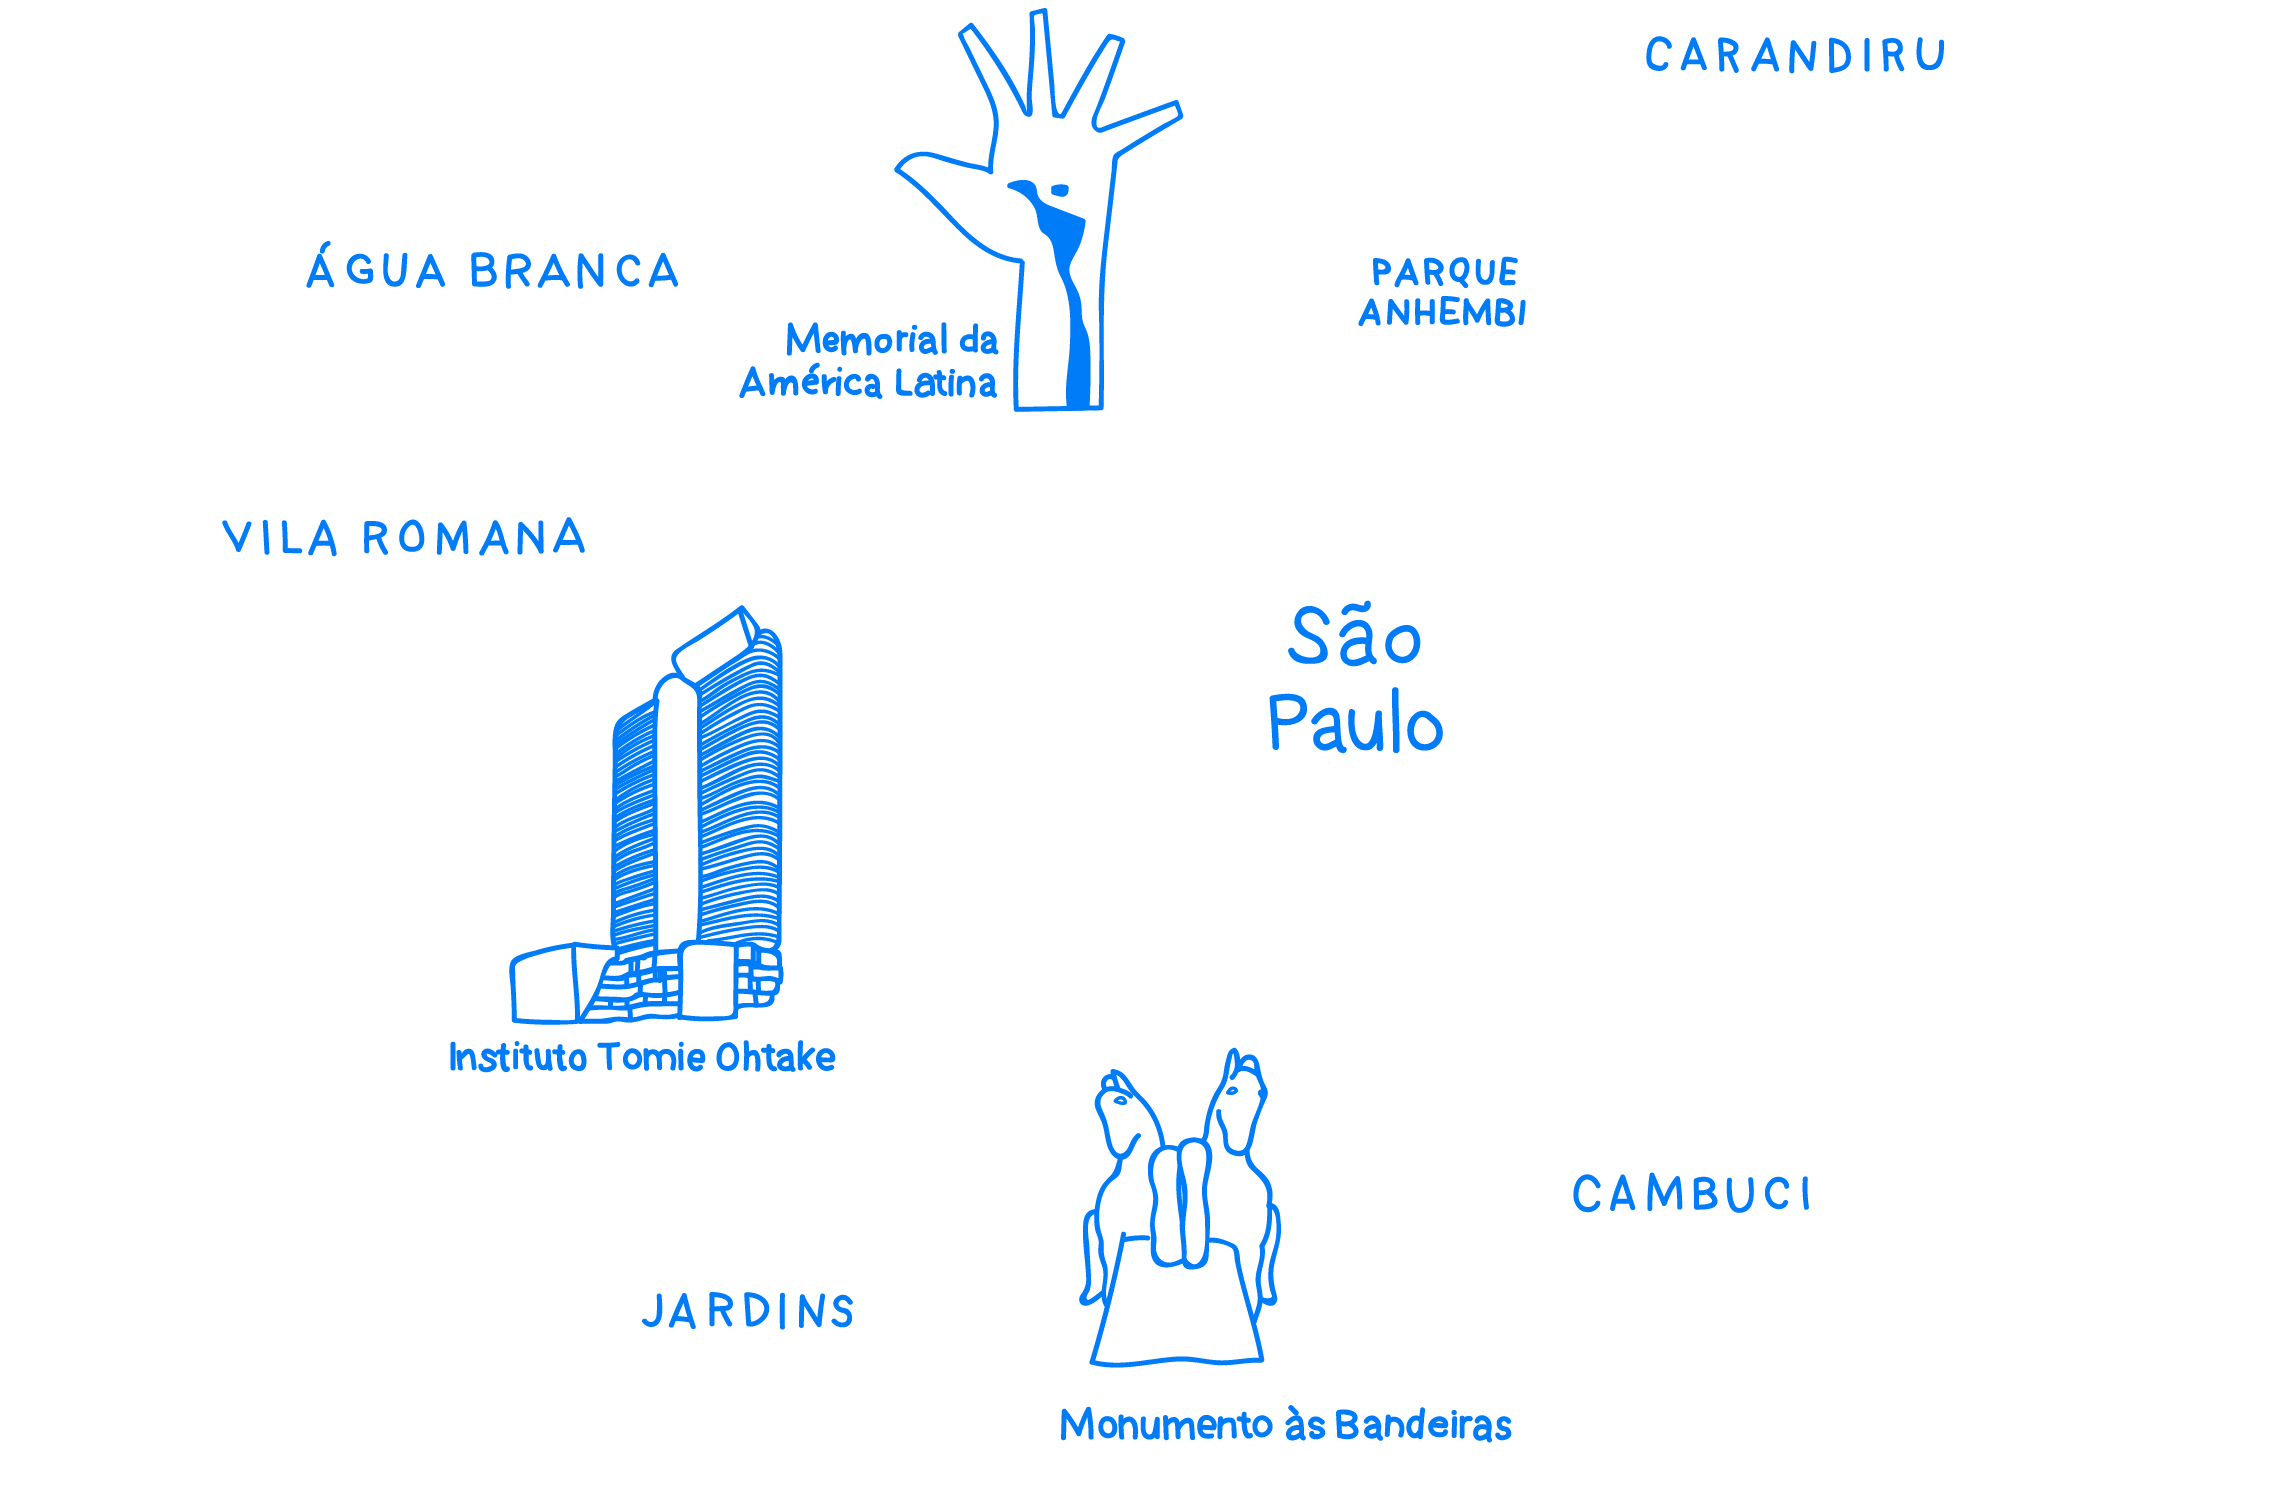 CARANDIRU
ÁGUA BRANCA
PARQUE
ANHEMBI
Memorial da
América Latina
VILA ROMANA
São
Paulo
Instituto Tomie Ohtake
CAMBUCI
JARDINS
Monumento às Bandeiras